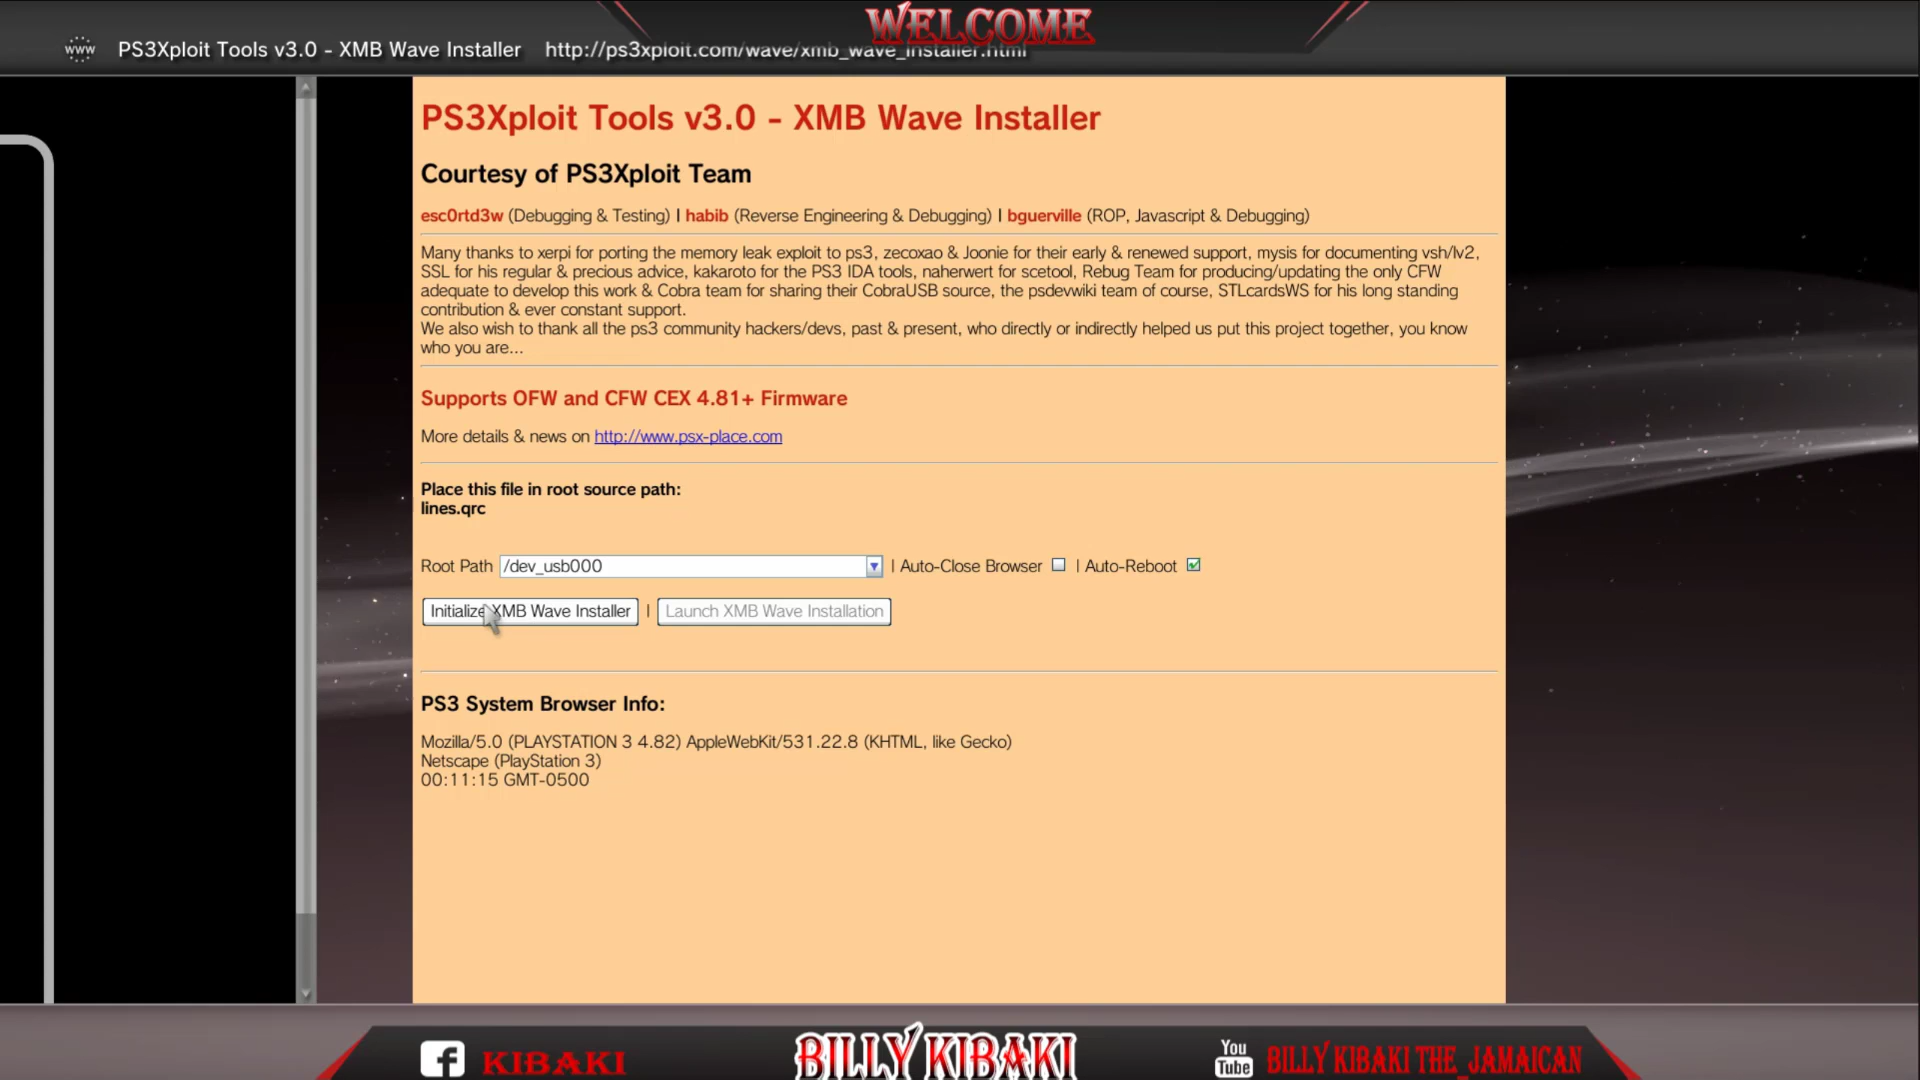 WELCOME
www PS3Xploit Tools v3.0 - XMB Wave Installer http://ps3xploit.com/wave/xmb_wave_installer.html
PS3Xploit Tools v3.0 - XMB Wave Installer
Courtesy of PS3Xploit Team
esc0rtd3w (Debugging & Testing) | habib (Reverse Engineering & Debugging) | bguerville (ROP, Javascript & Debugging)
Many thanks to xerpi for porting the memory leak exploit to ps3, zecoxao & Joonie for their early & renewed support, mysis for documenting vsh/lv2,
SSL for his regular & precious advice, kakaroto for the PS3 IDA tools, naherwert for scetool, Rebug Team for producing/updating the only CFW
adequate to develop this work & Cobra team for sharing their CobraUSB source, the psdevwiki team of course, STLcardsWS for his long standing
contribution & ever constant support.
We also wish to thank all the ps3 community hackers/devs, past & present, who directly or indirectly helped us put this project together, you know
who you are...
Supports OFW and CFW CEX 4.81+ Firmware
More details & news on http://www.psx-place.com
Place this file in root source path:
lines.qrc
Root Path /dev_usb000 | Auto-Close Browser | Auto-Reboot
Initialize XMB Wave Installer | Launch XMB Wave Installation
PS3 System Browser Info:
Mozilla/5.0 (PLAYSTATION 3 4.82) AppleWebKit/531.22.8 (KHTML, like Gecko)
Netscape (PlayStation 3)
00:11:15 GMT-0500
KIBAKI BILLY KIBAKI You Tube BILLY KIBAKI THE_JAMAICAN